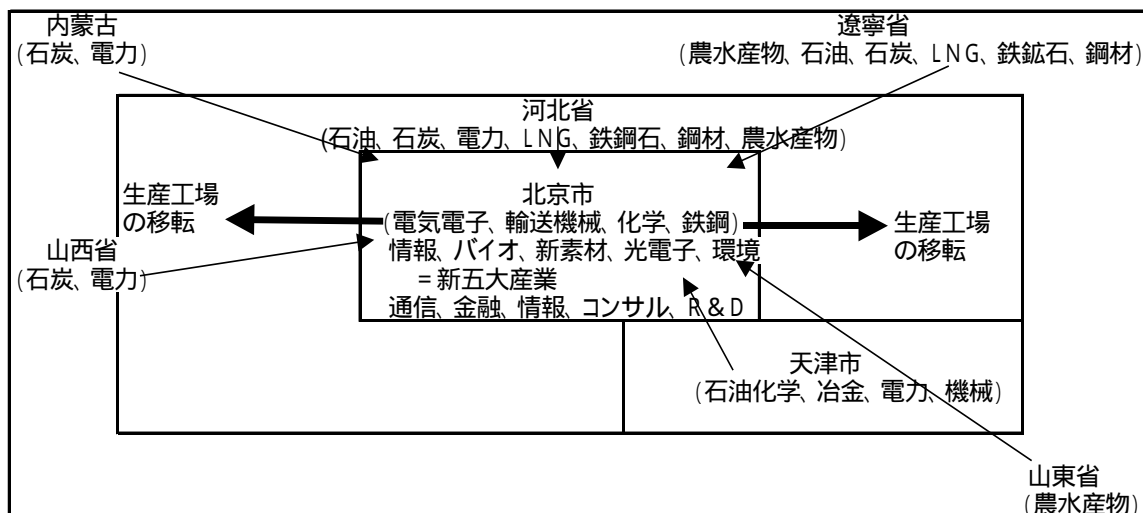 内蒙古
(石炭、電力)
遼寧省
(農水産物、石油、石炭、LNG、鉄鉱石、鋼材)
河北省
(石油、石炭、電力、LNG、鉄鋼石、鋼材、農水産物)
生産工場
の移転
北京市
(電気電子、輸送機械、化学、鉄鋼)
情報、バイオ、新素材、光電子、環境
=新五大産業
通信、金融、情報、コンサル、R&D
生産工場
の移転
山西省
(石炭、電力)
天津市
(石油化学、冶金、電力、機械)
山東省
(農水産物)